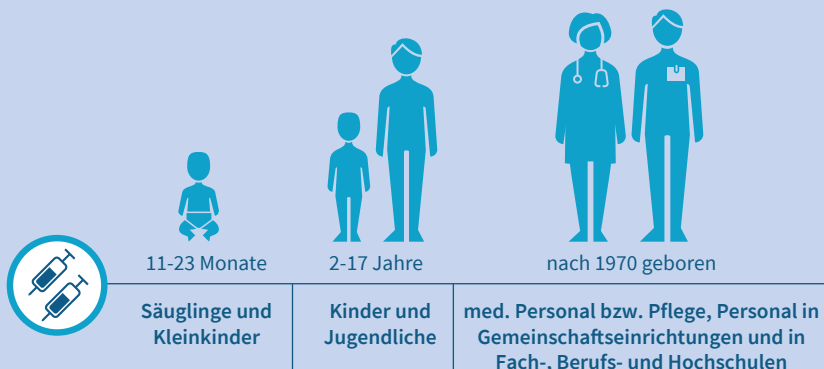 11-23 Monate
2-17 Jahre
nach 1970 geboren
Säuglinge und
Kleinkinder
Kinder und
Jugendliche
med. Personal bzw. Pflege, Personal in
Gemeinschaftseinrichtungen und in
Fach-, Berufs- und Hochschulen